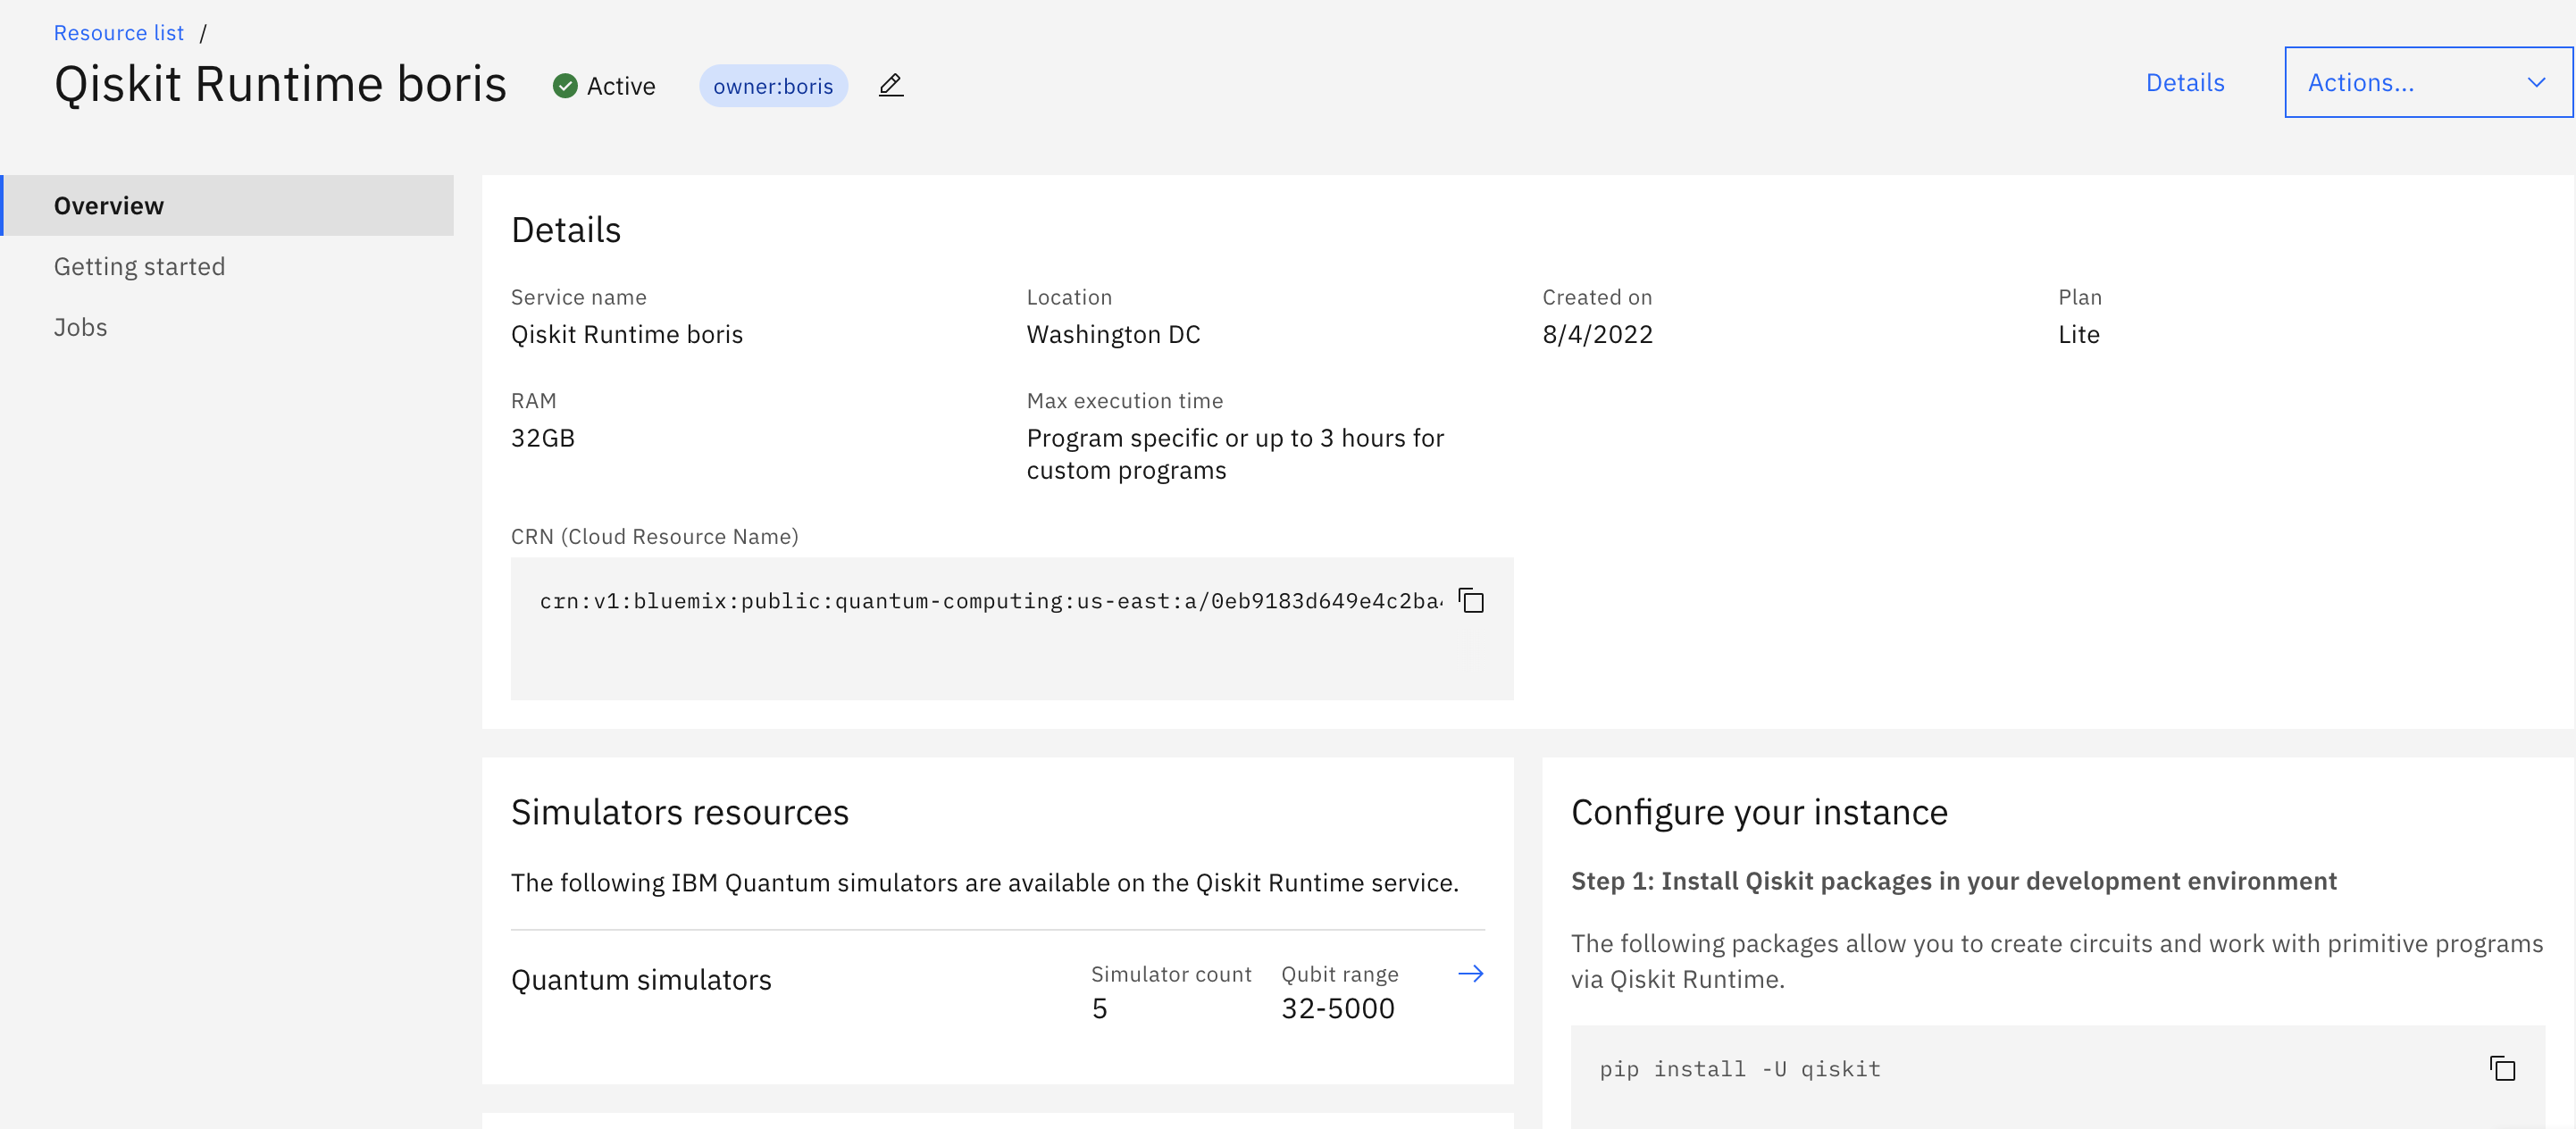 Resource list /
Qiskit Runtime boris
Active
owner:boris
Details
Actions...
Overview
Getting started
Jobs
Details
Service name
Qiskit Runtime boris
Location
Washington DC
Created on
8/4/2022
Plan
Lite
RAM
32GB
Max execution time
Program specific or up to 3 hours for
custom programs
CRN (Cloud Resource Name)
crn:v1:bluemix:public:quantum-computing:us-east:a/0eb9183d649e4c2ba
Simulators resources
The following IBM Quantum simulators are available on the Qiskit Runtime service.
Quantum simulators
Simulator count
5
Qubit range
32-5000
Configure your instance
Step 1: Install Qiskit packages in your development environment
The following packages allow you to create circuits and work with primitive programs
via Qiskit Runtime.
pip install -U qiskit